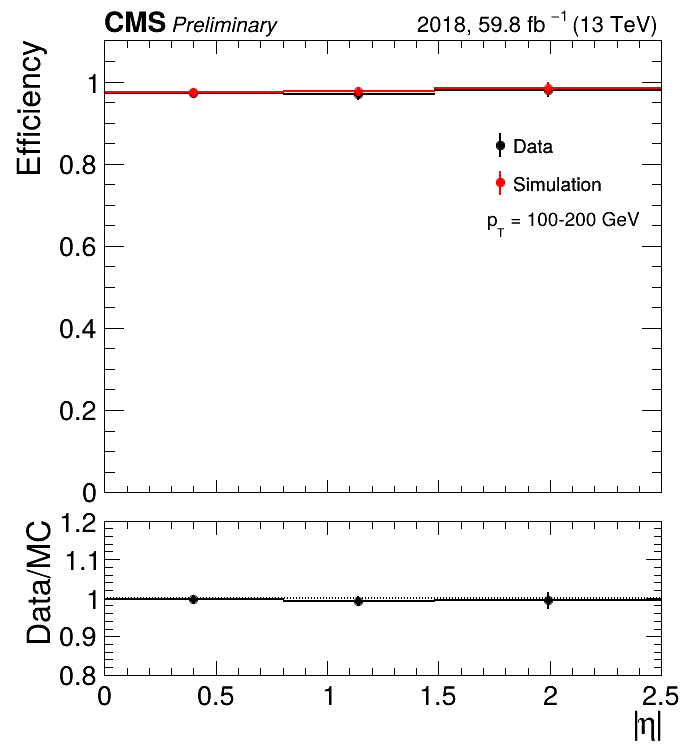 CMS Preliminary 2018, 59.8 fb⁻¹ (13 TeV)
Efficiency
1
0.8
0.6
0.4
0.2
0
Data
Simulation
p_T = 100-200 GeV
Data/MC
1.2
1.1
1
0.9
0.8
0 0.5 1 1.5 2 2.5
|η|